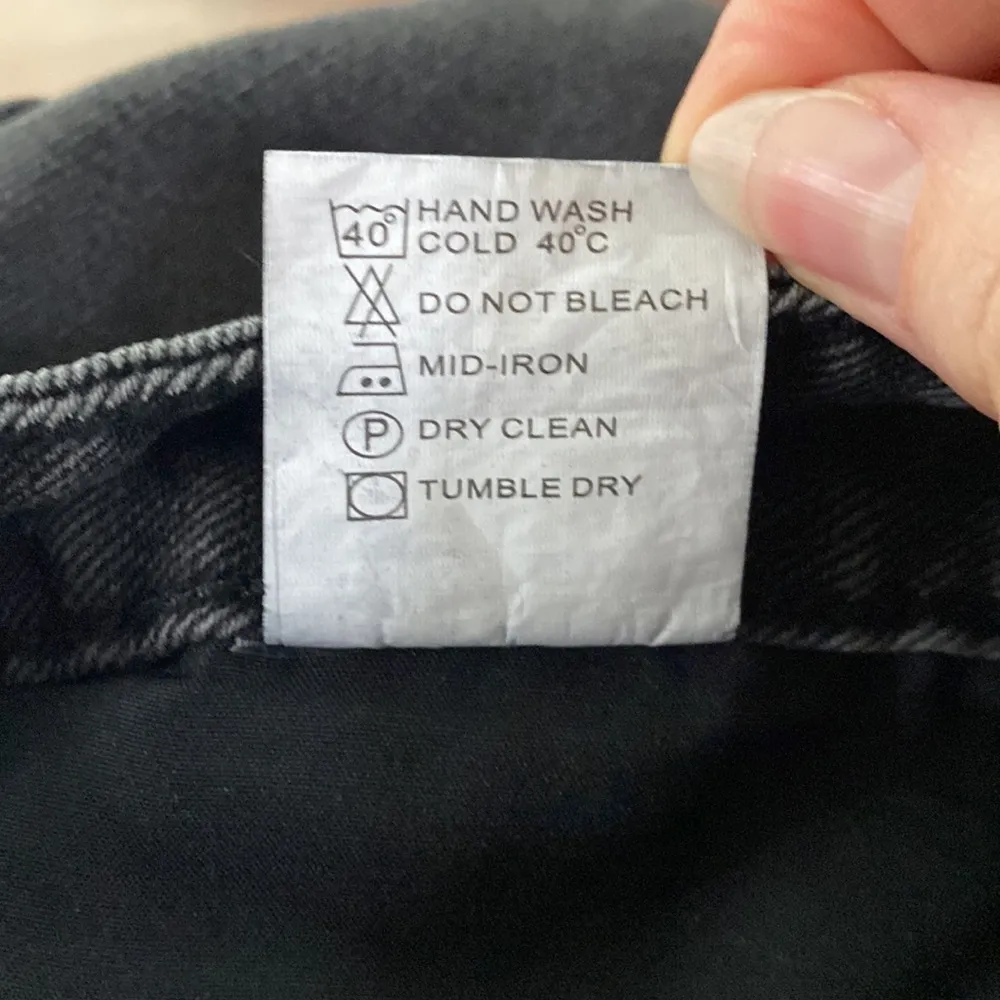 40° HAND WASH
COLD 40°C
DO NOT BLEACH
MID-IRON
P DRY CLEAN
TUMBLE DRY